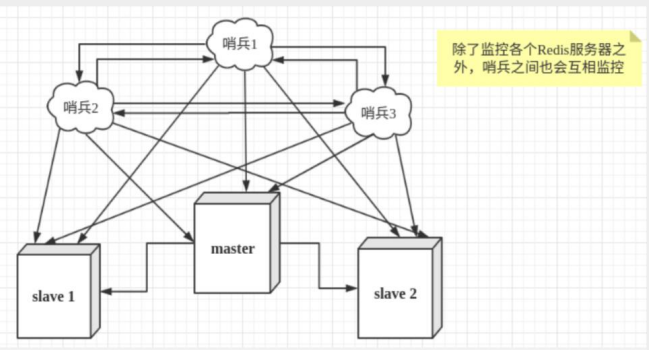 哨兵1
除了监控各个Redis服务器之
外，哨兵之间也会互相监控
哨兵2
哨兵3
master
slave 1
slave 2